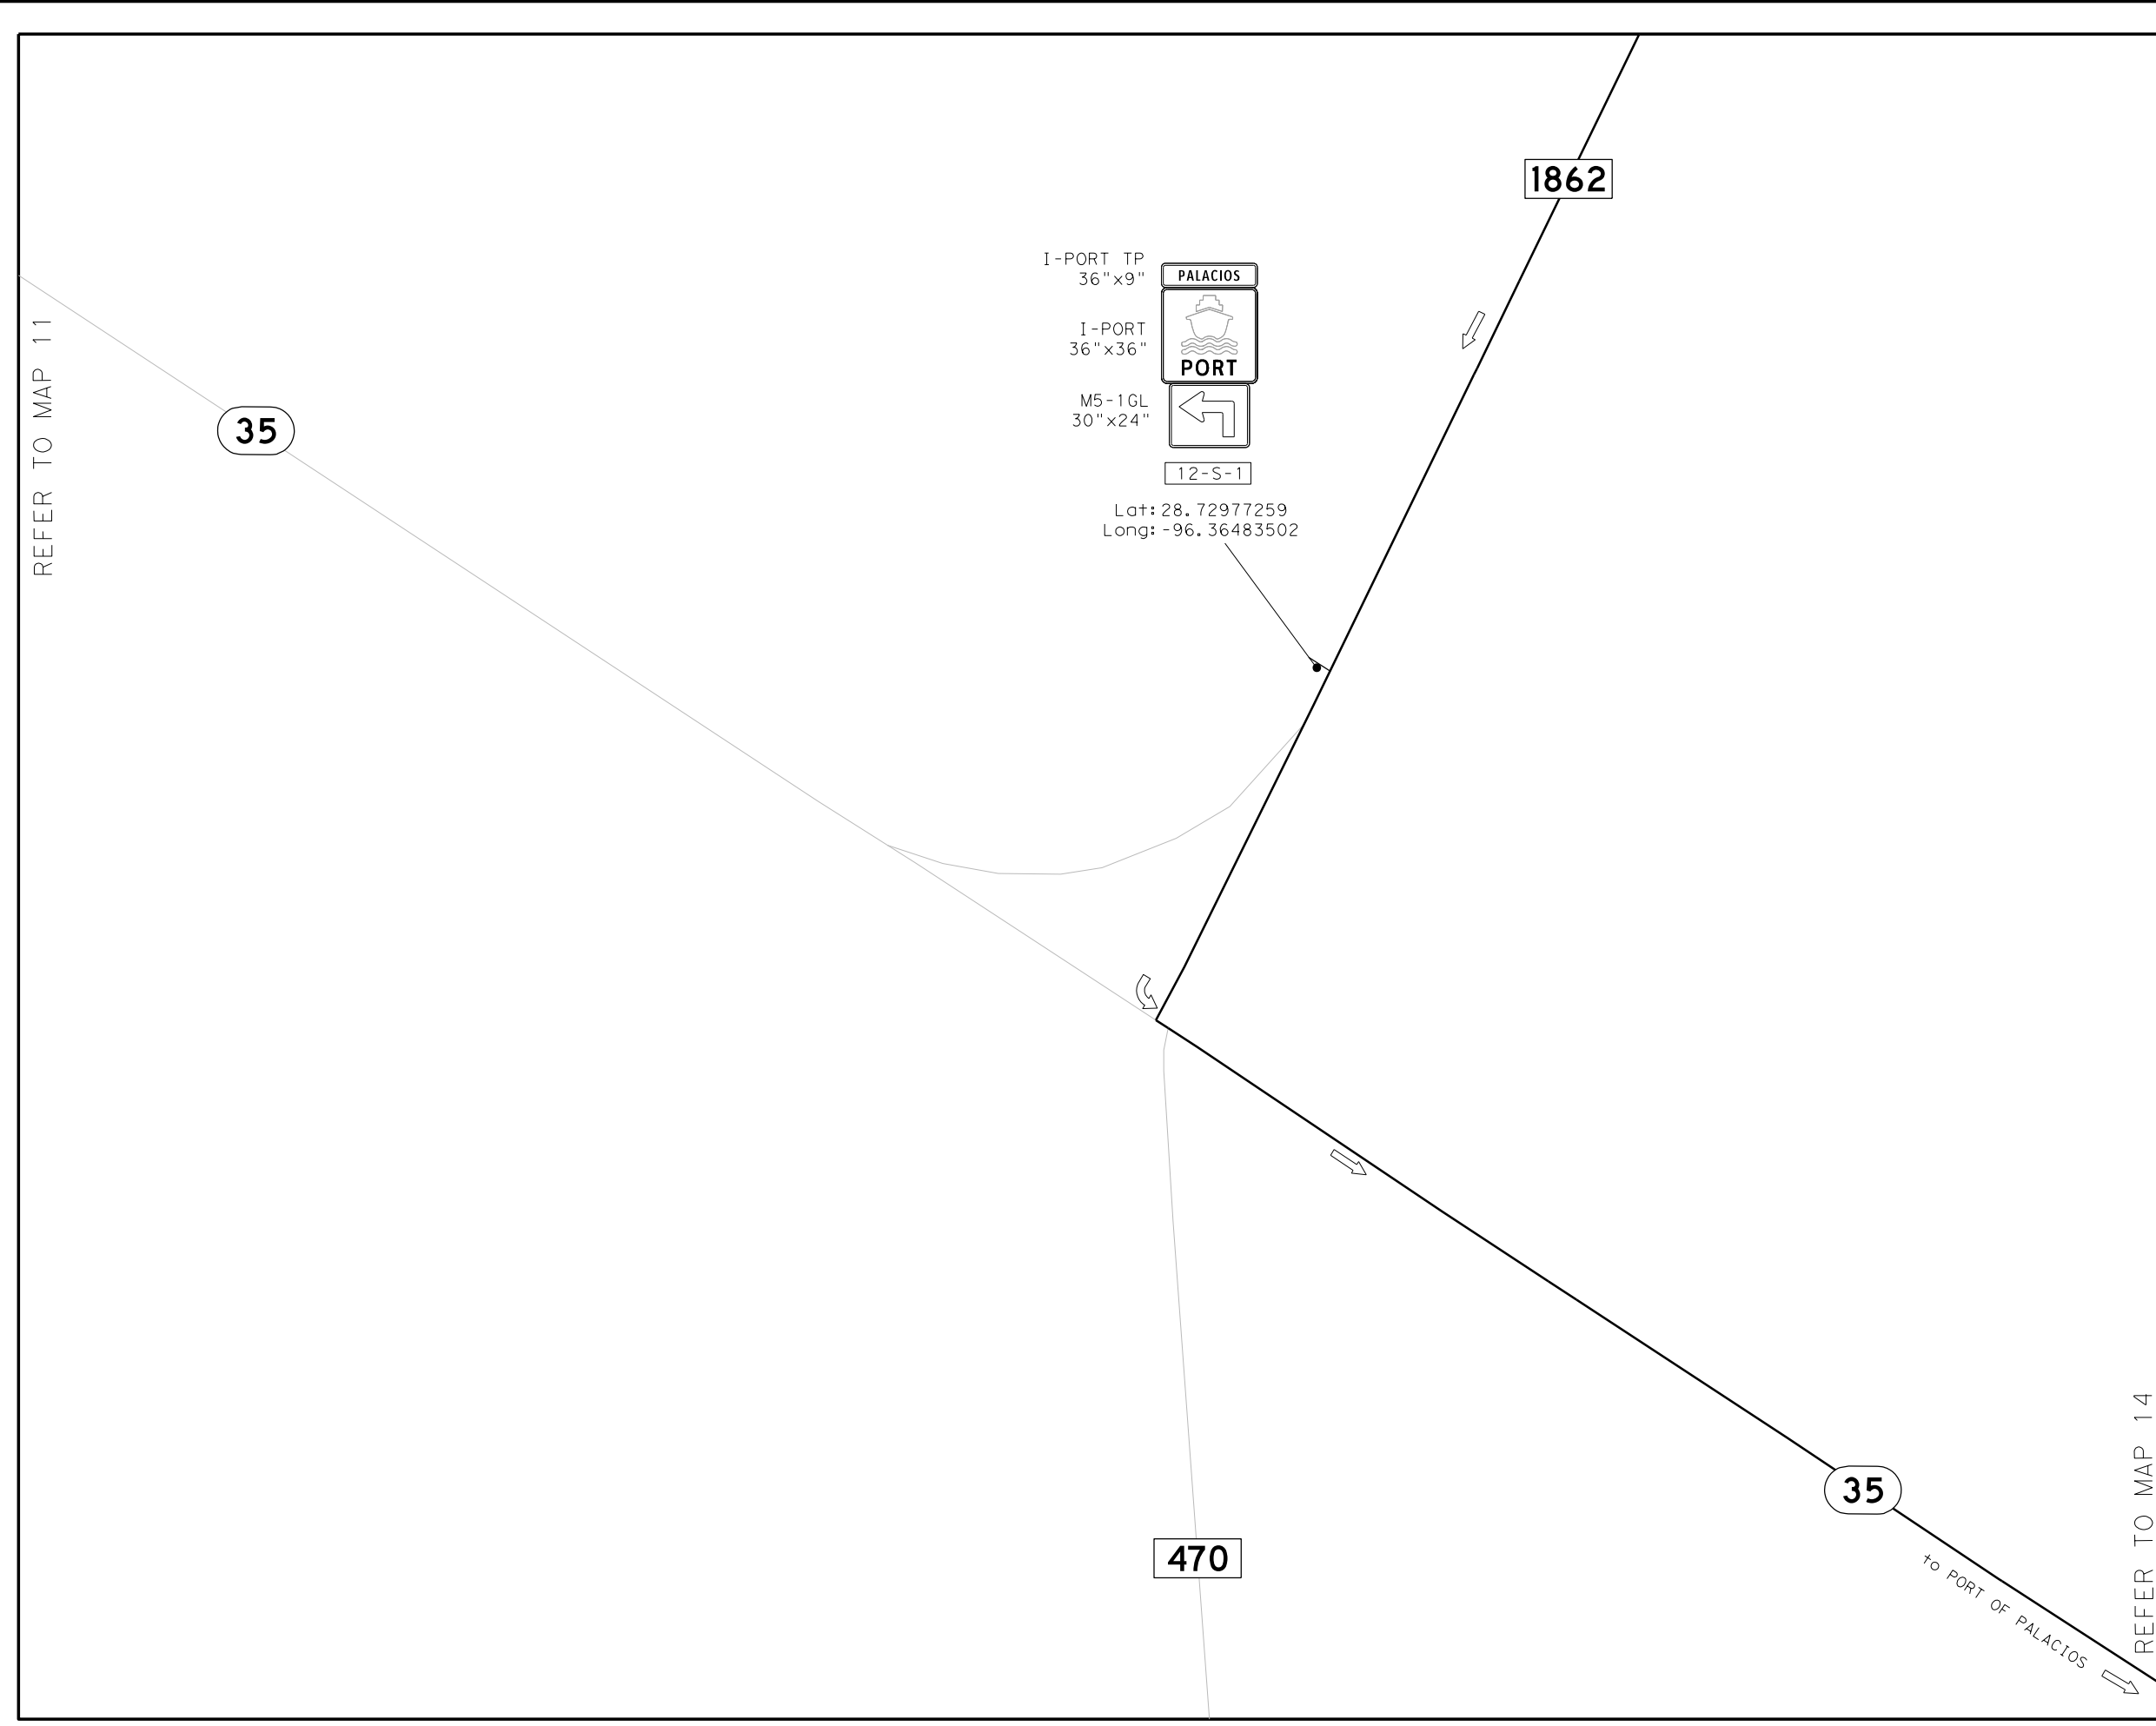 1862
I-PORT TP
36"x9"
PALACIOS
I-PORT
36"x36"
PORT
M5-1GL
30"x24"
12-S-1
Lat:28.72977259
Long:-96.36483502
REFER TO MAP 11
35
35
470
to PORT OF PALACIOS
REFER TO MAP 14